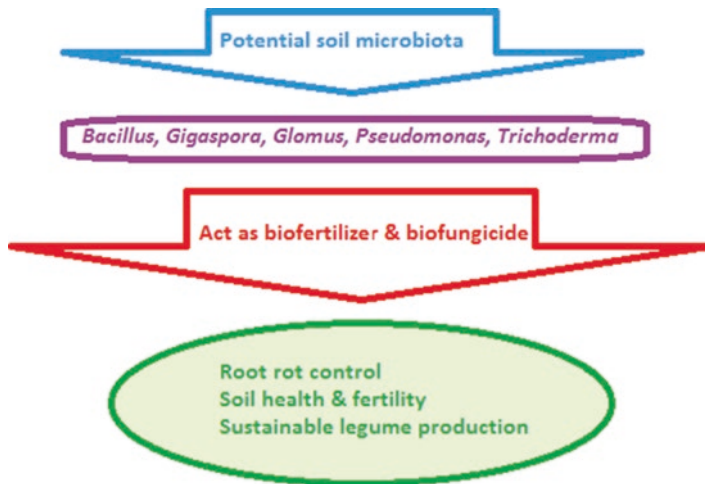 Potential soil microbiota
Bacillus, Gigaspora, Glomus, Pseudomonas, Trichoderma
Act as biofertilizer & biofungicide
Root rot control
Soil health & fertility
Sustainable legume production